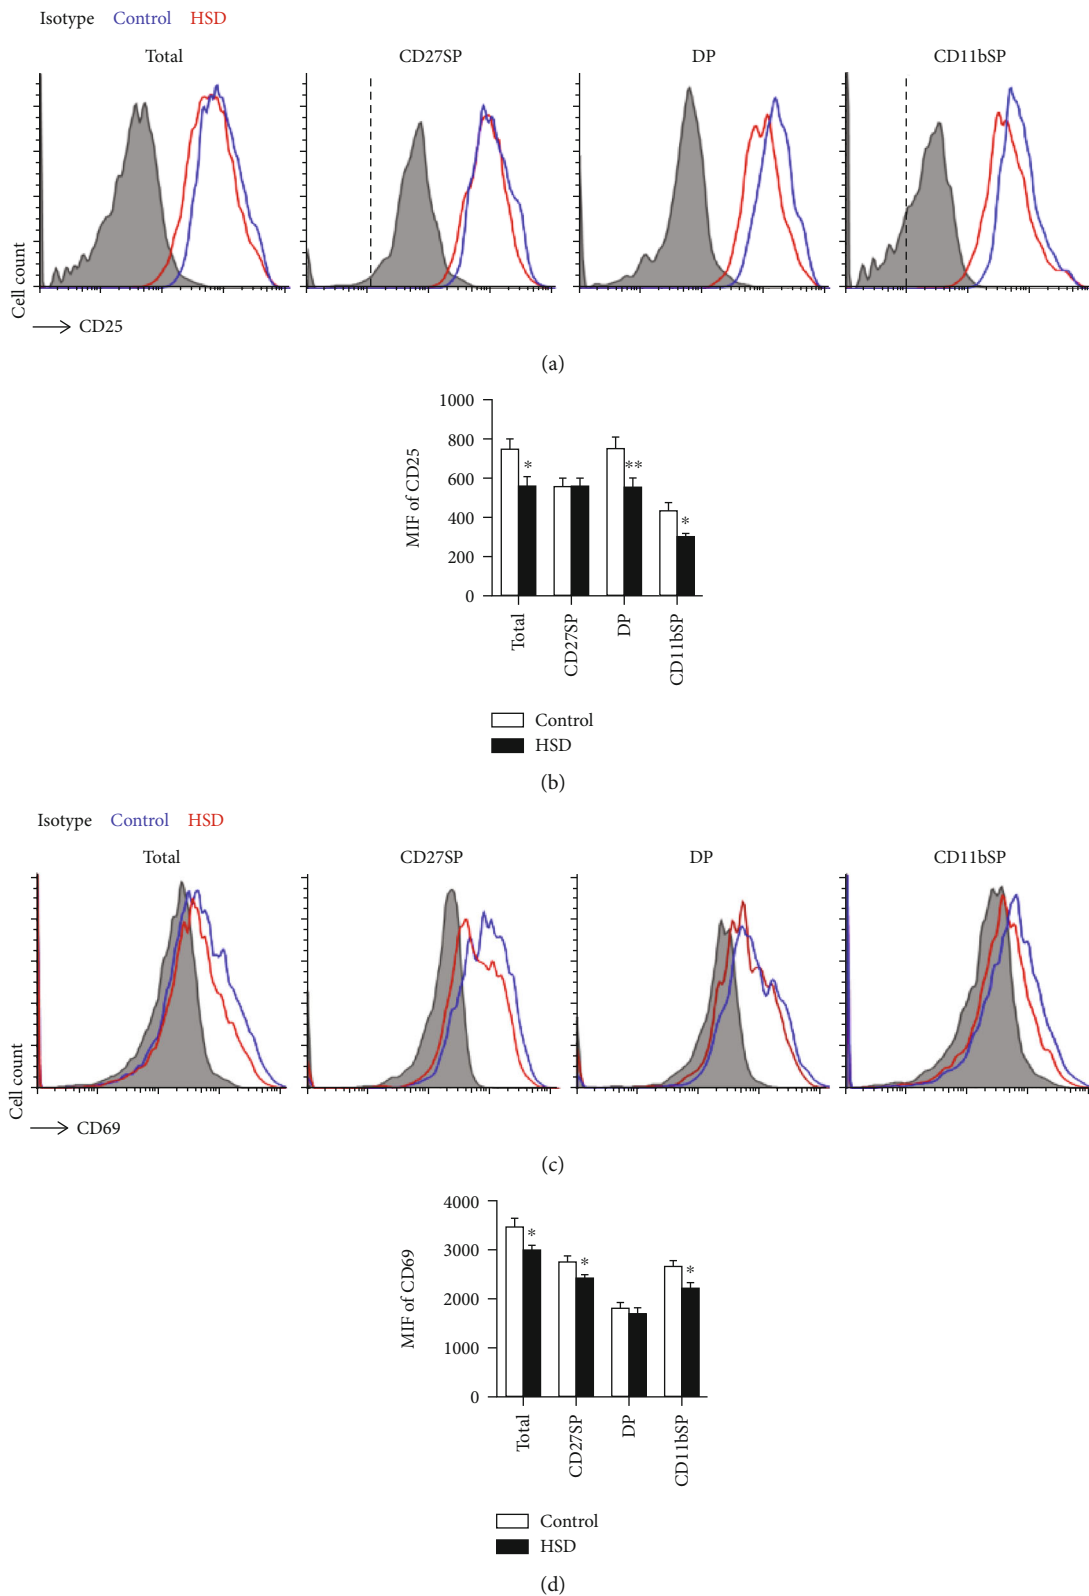 Isotype Control HSD
Total CD27SP DP CD11bSP
Cell count
CD25
(a)
1000
800
600
400
200
0
MIF of CD25
* ** *
Total CD27SP DP CD11bSP
Control
HSD
(b)
Isotype Control HSD
Total CD27SP DP CD11bSP
Cell count
CD69
(c)
4000
3000
2000
1000
0
MIF of CD69
* * *
Total CD27SP DP CD11bSP
Control
HSD
(d)